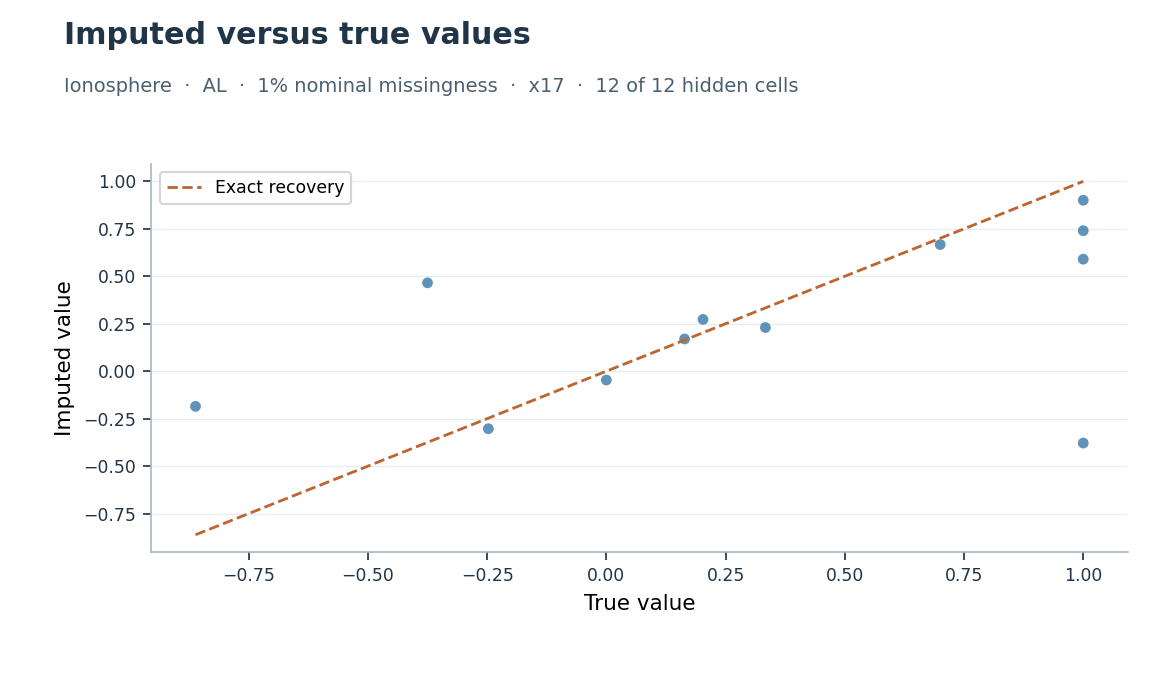 Imputed versus true values
Ionosphere · AL · 1% nominal missingness · x17 · 12 of 12 hidden cells
Exact recovery
Imputed value
1.00
0.75
0.50
0.25
0.00
−0.25
−0.50
−0.75
−0.75 −0.50 −0.25 0.00 0.25 0.50 0.75 1.00
True value